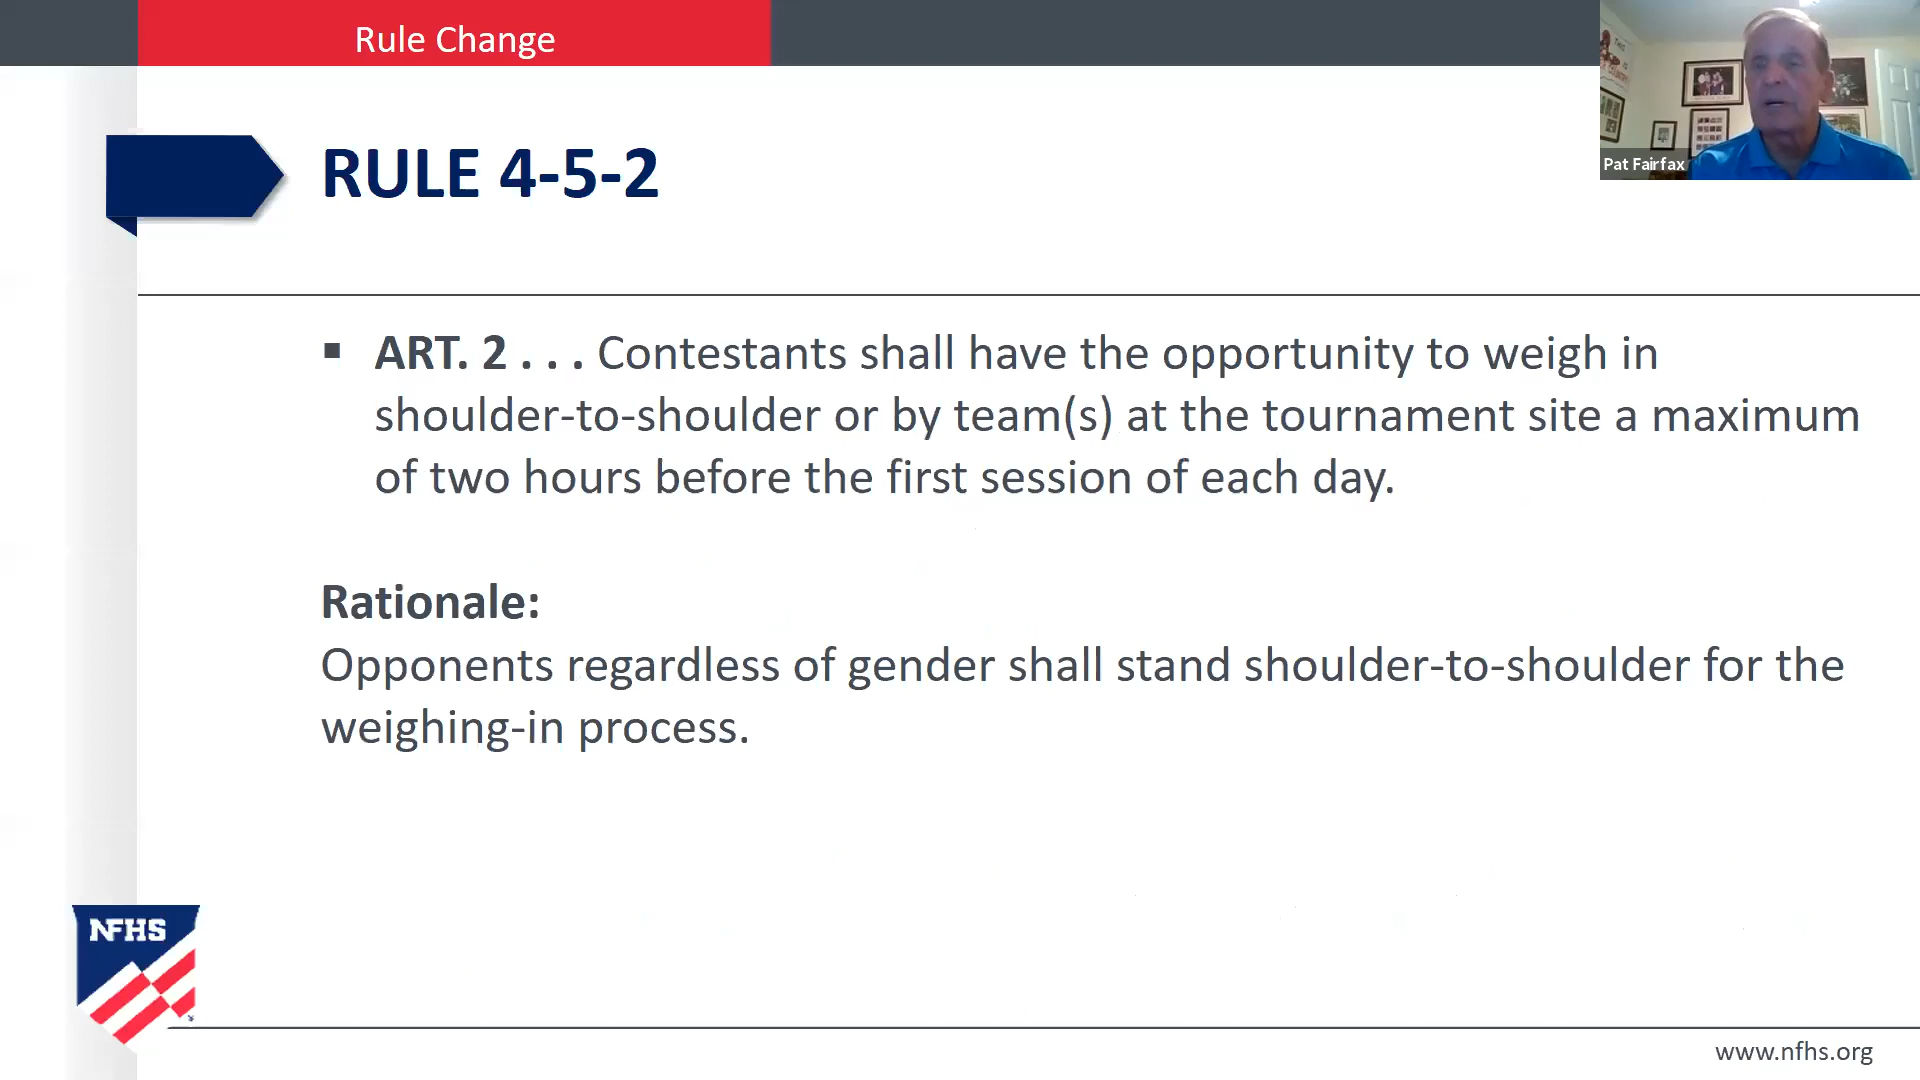 Rule Change
Pat Fairfax
RULE 4-5-2
▪ ART. 2 . . . Contestants shall have the opportunity to weigh in
shoulder-to-shoulder or by team(s) at the tournament site a maximum
of two hours before the first session of each day.
Rationale:
Opponents regardless of gender shall stand shoulder-to-shoulder for the
weighing-in process.
NFHS
www.nfhs.org